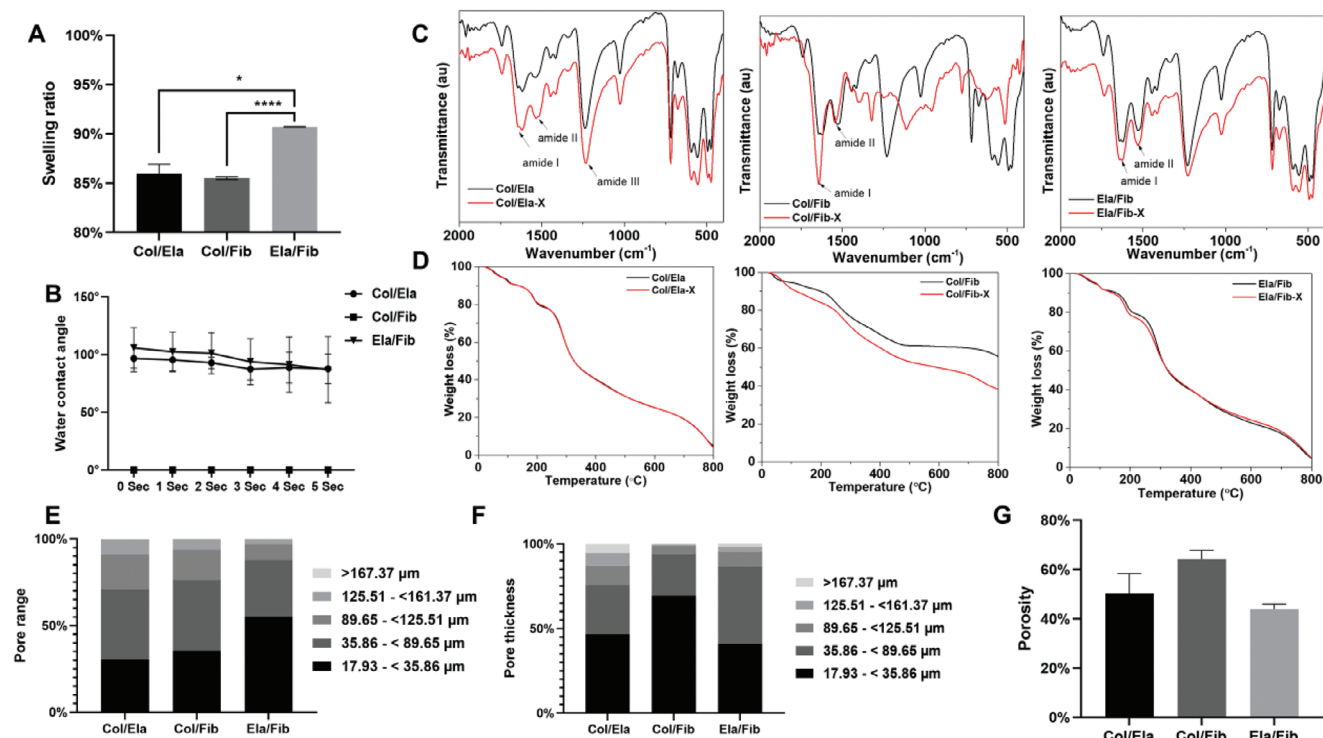 A
Swelling ratio
100%
95%
90%
85%
80%
*
****
Col/Ela
Col/Fib
Ela/Fib
B
Water contact angle
150°
100°
50°
0°
0 Sec
1 Sec
2 Sec
3 Sec
4 Sec
5 Sec
Col/Ela
Col/Fib
Ela/Fib
C
Transmittance (au)
amide I
amide II
amide III
Col/Ela
Col/Ela-X
2000
1500
1000
500
Wavenumber (cm-1)
Transmittance (au)
amide II
amide I
Col/Fib
Col/Fib-X
2000
1500
1000
500
Wavenumber (cm-1)
Transmittance (au)
amide II
amide I
Ela/Fib
Ela/Fib-X
2000
1500
1000
500
Wavenumber (cm-1)
D
Weight loss (%)
100
80
60
40
20
0
Col/Ela
Col/Ela-X
0
200
400
600
800
Temperature (°C)
Weight loss (%)
100
80
60
40
20
0
Col/Fib
Col/Fib-X
0
200
400
600
800
Temperature (°C)
Weight loss (%)
100
80
60
40
20
0
Ela/Fib
Ela/Fib-X
0
200
400
600
800
Temperature (°C)
E
Pore range
100%
50%
0%
Col/Ela
Col/Fib
Ela/Fib
>167.37 µm
125.51 - <161.37 µm
89.65 - <125.51 µm
35.86 - < 89.65 µm
17.93 - < 35.86 µm
F
Pore thickness
100%
50%
0%
Col/Ela
Col/Fib
Ela/Fib
>167.37 µm
125.51 - <161.37 µm
89.65 - <125.51 µm
35.86 - < 89.65 µm
17.93 - < 35.86 µm
G
Porosity
80%
60%
40%
20%
0%
Col/Ela
Col/Fib
Ela/Fib